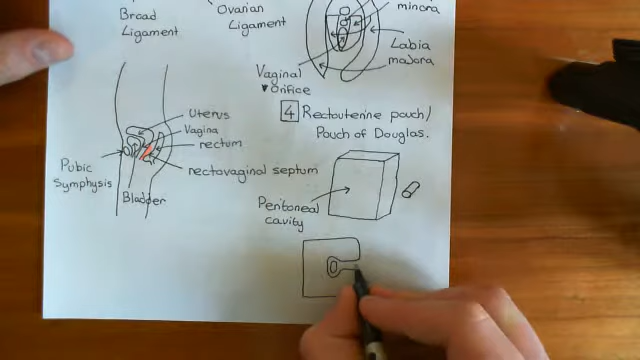 Broad
Ligament
Ovarian
Ligament
minora
Labia
majora
Vaginal
Orifice
4 Rectouterine pouch/
Pouch of Douglas.
Uterus
Vagina
rectum
rectovaginal septum
Pubic
Symphysis
Bladder
Peritoneal
cavity